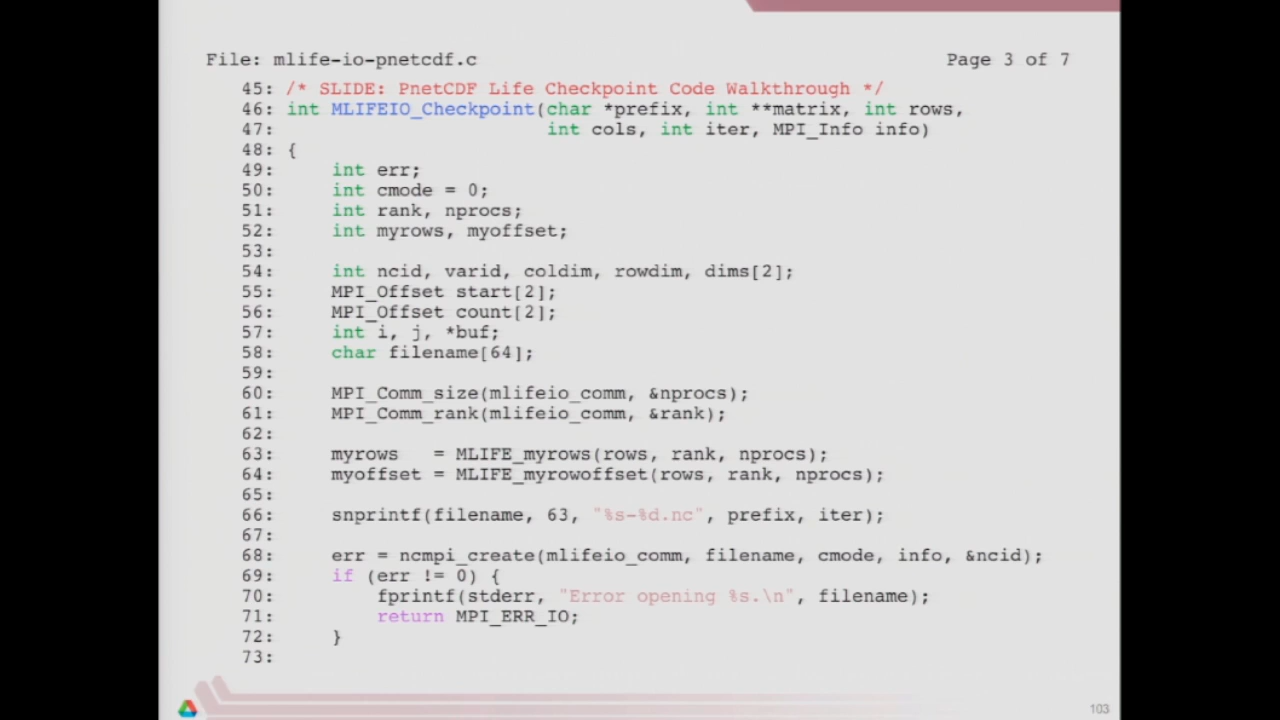 File: mlife-io-pnetcdf.c Page 3 of 7
45: /* SLIDE: PnetCDF Life Checkpoint Code Walkthrough */
46: int MLIFEIO_Checkpoint(char *prefix, int **matrix, int rows,
47: int cols, int iter, MPI_Info info)
48: {
49: int err;
50: int cmode = 0;
51: int rank, nprocs;
52: int myrows, myoffset;
53:
54: int ncid, varid, coldim, rowdim, dims[2];
55: MPI_Offset start[2];
56: MPI_Offset count[2];
57: int i, j, *buf;
58: char filename[64];
59:
60: MPI_Comm_size(mlifeio_comm, &nprocs);
61: MPI_Comm_rank(mlifeio_comm, &rank);
62:
63: myrows = MLIFE_myrows(rows, rank, nprocs);
64: myoffset = MLIFE_myrowoffset(rows, rank, nprocs);
65:
66: snprintf(filename, 63, "%s-%d.nc", prefix, iter);
67:
68: err = ncmpi_create(mlifeio_comm, filename, cmode, info, &ncid);
69: if (err != 0) {
70: fprintf(stderr, "Error opening %s.\n", filename);
71: return MPI_ERR_IO;
72: }
73:
103